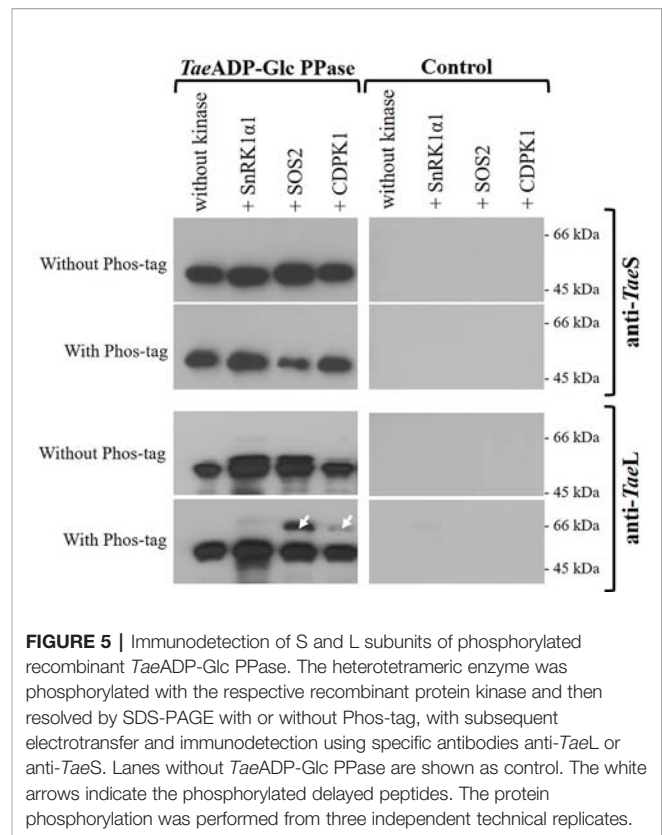 TaeADP-Glc PPase
Control
without kinase
+ SnRK1α1
+ SOS2
+ CDPK1
without kinase
+ SnRK1α1
+ SOS2
+ CDPK1
Without Phos-tag
- 66 kDa
- 45 kDa
With Phos-tag
- 66 kDa
- 45 kDa
anti-TaeS
Without Phos-tag
- 66 kDa
- 45 kDa
With Phos-tag
- 66 kDa
- 45 kDa
anti-TaeL
FIGURE 5 | Immunodetection of S and L subunits of phosphorylated
recombinant TaeADP-Glc PPase. The heterotetrameric enzyme was
phosphorylated with the respective recombinant protein kinase and then
resolved by SDS-PAGE with or without Phos-tag, with subsequent
electrotransfer and immunodetection using specific antibodies anti-TaeL or
anti-TaeS. Lanes without TaeADP-Glc PPase are shown as control. The white
arrows indicate the phosphorylated delayed peptides. The protein
phosphorylation was performed from three independent technical replicates.